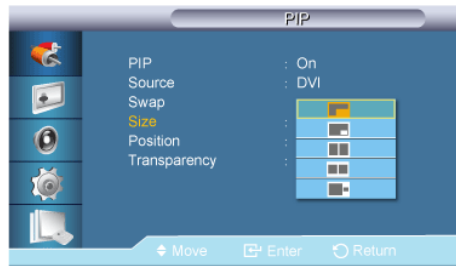 PIP
PIP : On
Source : DVI
Swap
Size :
Position :
Transparency :
Move Enter Return